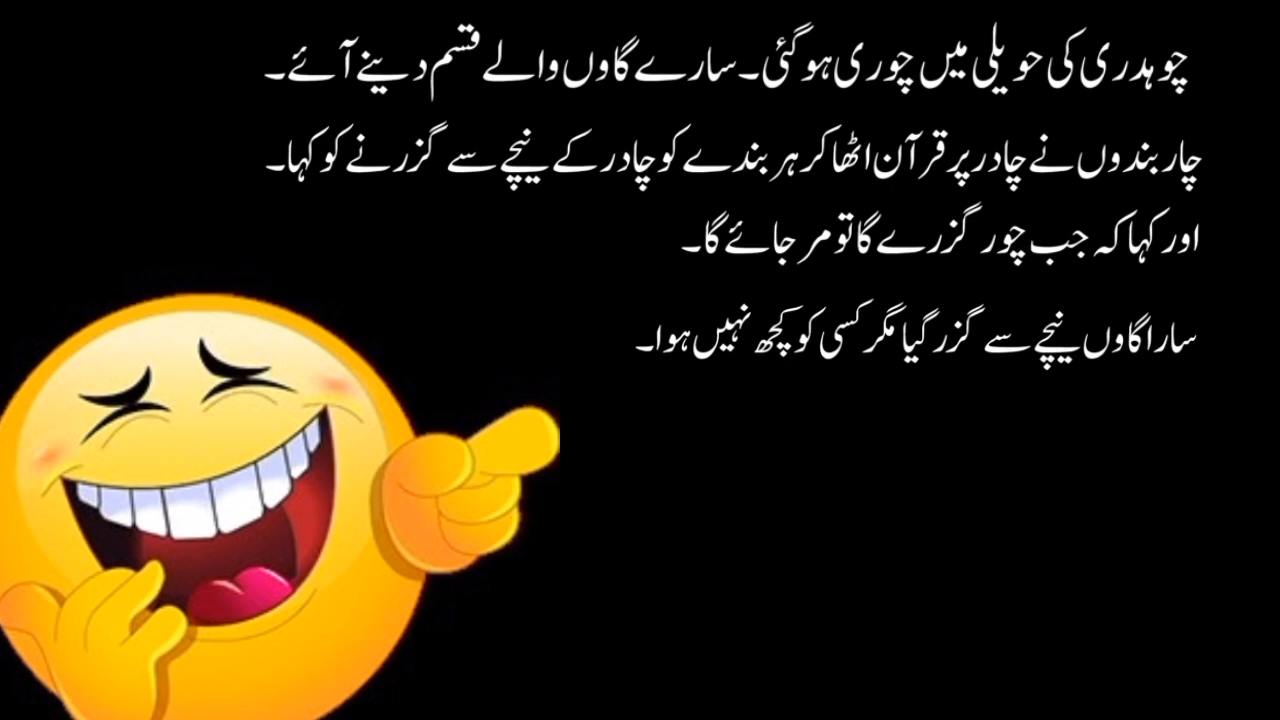 چوہدری کی حویلی میں چوری ہوگئی۔سارے گاوں والے قسم دینے آئے۔
چار بندوں نے چادر پر قرآن اٹھا کر ہر بندے کو چادر کے نیچے سے گزرنے کو کہا۔
اور کہا کہ جب چور گزرے گا تو مر جائے گا۔
سارا گاوں نیچے سے گزر گیا مگر کسی کو کچھ نہیں ہوا۔